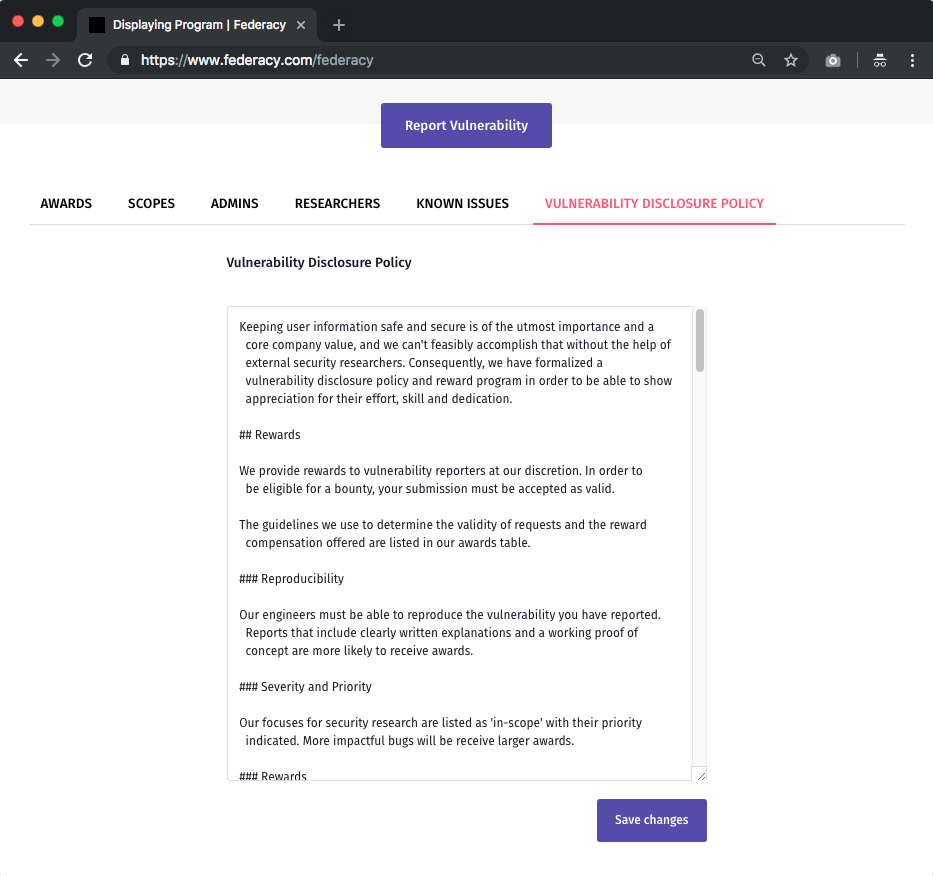 Displaying Program | Federacy
https://www.federacy.com/federacy
Report Vulnerability
AWARDS SCOPES ADMINS RESEARCHERS KNOWN ISSUES VULNERABILITY DISCLOSURE POLICY
Vulnerability Disclosure Policy
Keeping user information safe and secure is of the utmost importance and a
core company value, and we can't feasibly accomplish that without the help of
external security researchers. Consequently, we have formalized a
vulnerability disclosure policy and reward program in order to be able to show
appreciation for their effort, skill and dedication.
## Rewards
We provide rewards to vulnerability reporters at our discretion. In order to
be eligible for a bounty, your submission must be accepted as valid.
The guidelines we use to determine the validity of requests and the reward
compensation offered are listed in our awards table.
### Reproducibility
Our engineers must be able to reproduce the vulnerability you have reported.
Reports that include clearly written explanations and a working proof of
concept are more likely to receive awards.
### Severity and Priority
Our focuses for security research are listed as 'in-scope' with their priority
indicated. More impactful bugs will be receive larger awards.
### Rewards
Save changes